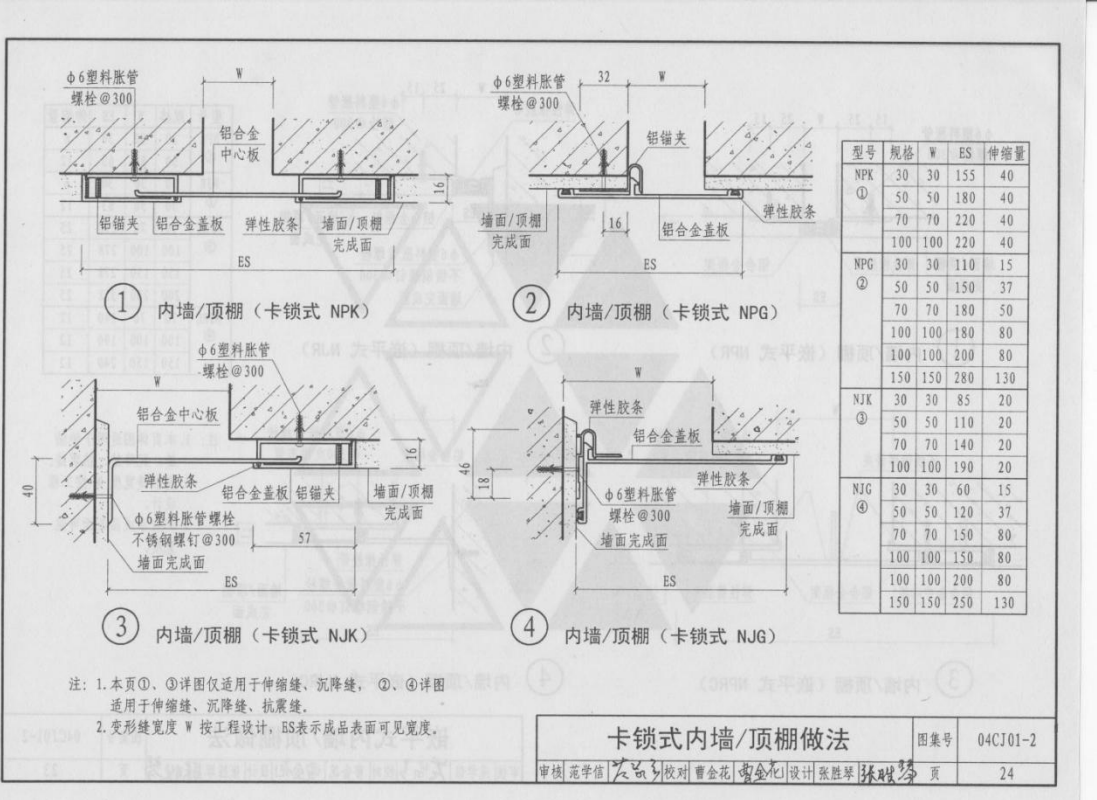 φ6塑料胀管
螺栓@300
W
铝合金
中心板
16
铝锚夹
铝合金盖板
弹性胶条
墙面/顶棚
完成面
ES
① 内墙/顶棚（卡锁式 NPK）
φ6塑料胀管
螺栓@300
32
W
铝锚夹
墙面/顶棚
完成面
16
铝合金盖板
弹性胶条
ES
② 内墙/顶棚（卡锁式 NPG）
φ6塑料胀管
螺栓@300
W
铝合金中心板
16
40
弹性胶条
铝合金盖板
铝锚夹
墙面/顶棚
完成面
φ6塑料胀管螺栓
不锈钢螺钉@300
57
墙面完成面
ES
③ 内墙/顶棚（卡锁式 NJK）
W
弹性胶条
铝合金盖板
46
18
弹性胶条
φ6塑料胀管
螺栓@300
墙面/顶棚
完成面
墙面完成面
ES
④ 内墙/顶棚（卡锁式 NJG）
型号 规格 W ES 伸缩量
NPK 30 30 155 40
① 50 50 180 40
70 70 220 40
100 100 220 40
NPG 30 30 110 15
② 50 50 150 37
70 70 180 50
100 100 180 80
100 100 200 80
150 150 280 130
NJK 30 30 85 20
③ 50 50 110 20
70 70 140 20
100 100 190 20
NJG 30 30 60 15
④ 50 50 120 37
70 70 150 80
100 100 150 80
100 100 200 80
150 150 250 130
注：1.本页①、③详图仅适用于伸缩缝、沉降缝，②、④详图
适用于伸缩缝、沉降缝、抗震缝。
2.变形缝宽度 W 按工程设计，ES表示成品表面可见宽度。
卡锁式内墙/顶棚做法 图集号 04CJ01-2
审核 范学信 校对 曹金花 曹金花 设计 张胜琴 张胜琴 页 24